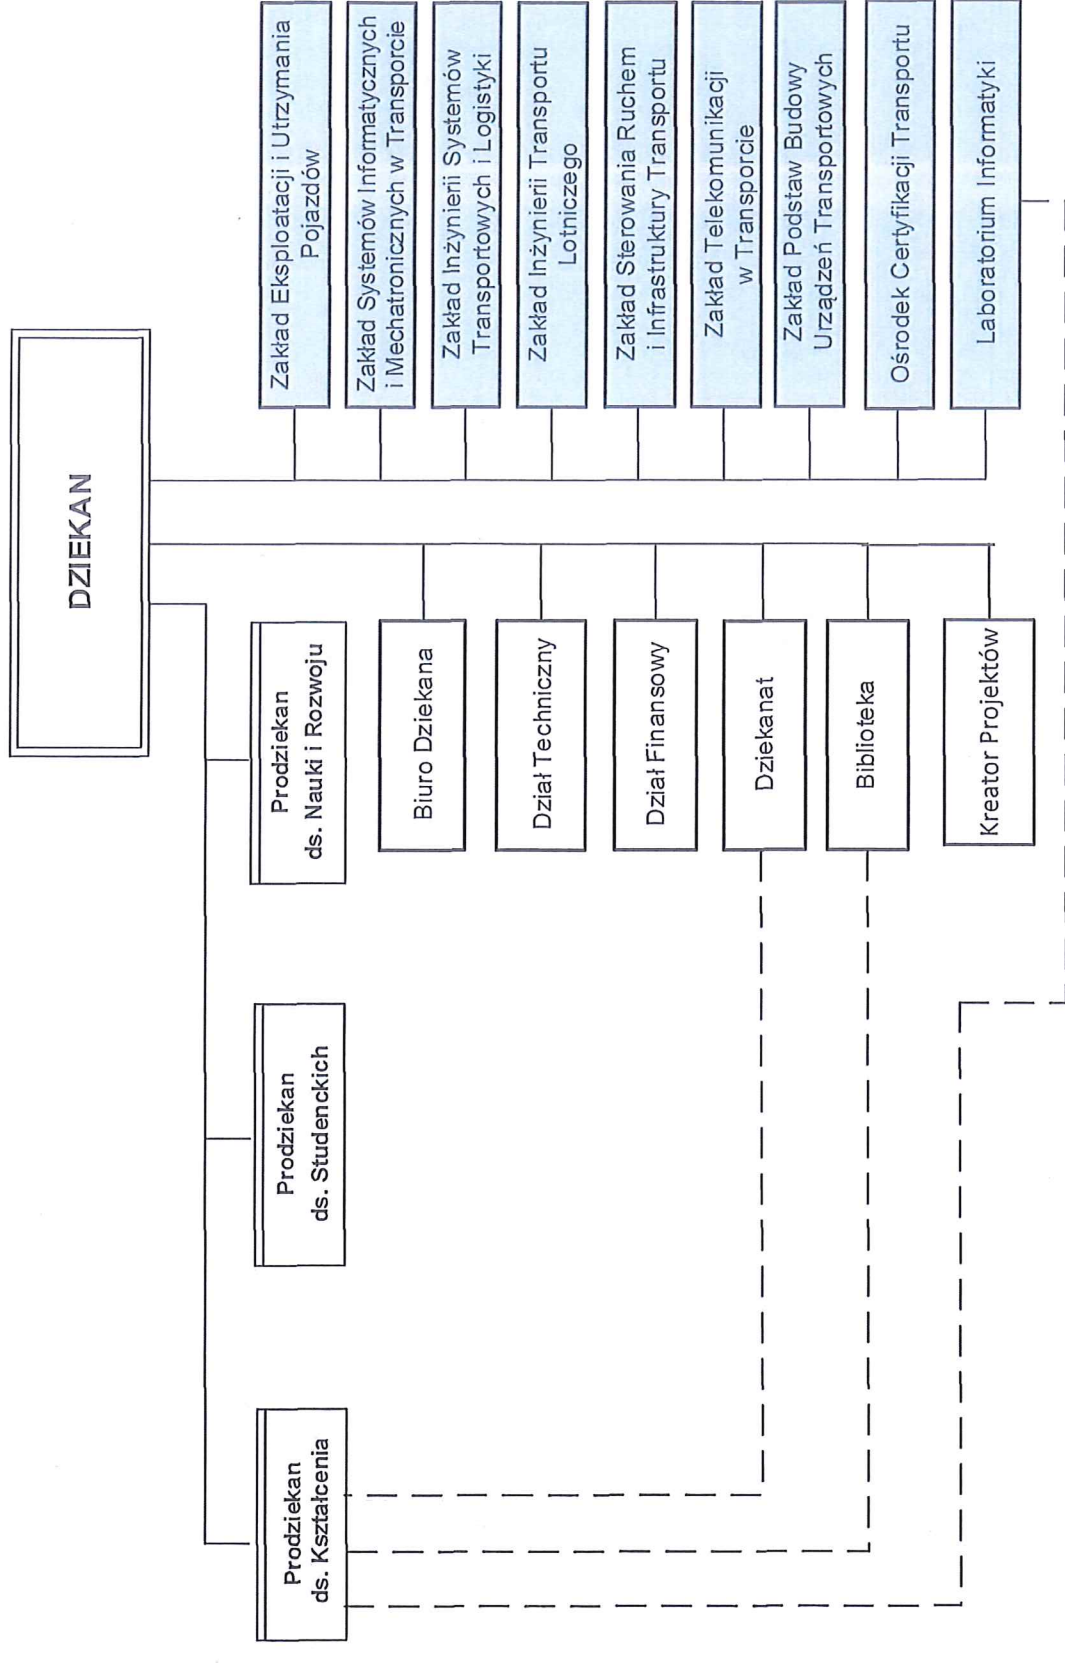 DZIEKAN
Prodziekan
ds. Kształcenia
Prodziekan
ds. Studenckich
Prodziekan
ds. Nauki i Rozwoju
Biuro Dziekana
Dział Techniczny
Dział Finansowy
Dziekanat
Biblioteka
Kreator Projektów
Zakład Eksploatacji i Utrzymania
Pojazdów
Zakład Systemów Informatycznych
i Mechatronicznych w Transporcie
Zakład Inżynierii Systemów
Transportowych i Logistyki
Zakład Inżynierii Transportu
Lotniczego
Zakład Sterowania Ruchem
i Infrastruktury Transportu
Zakład Telekomunikacji
w Transporcie
Zakład Podstaw Budowy
Urządzeń Transportowych
Ośrodek Certyfikacji Transportu
Laboratorium Informatyki